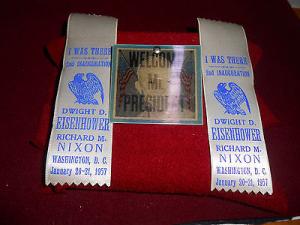 I WAS THERE
2nd INAUGURATION
DWIGHT D.
EISENHOWER
RICHARD M.
NIXON
WASHINGTON, D. C.
January 20-21, 1957
WELCOME
Mr.
PRESIDENT
I WAS THERE
2nd INAUGURATION
DWIGHT D.
EISENHOWER
RICHARD M.
NIXON
WASHINGTON, D. C.
January 20-21, 1957